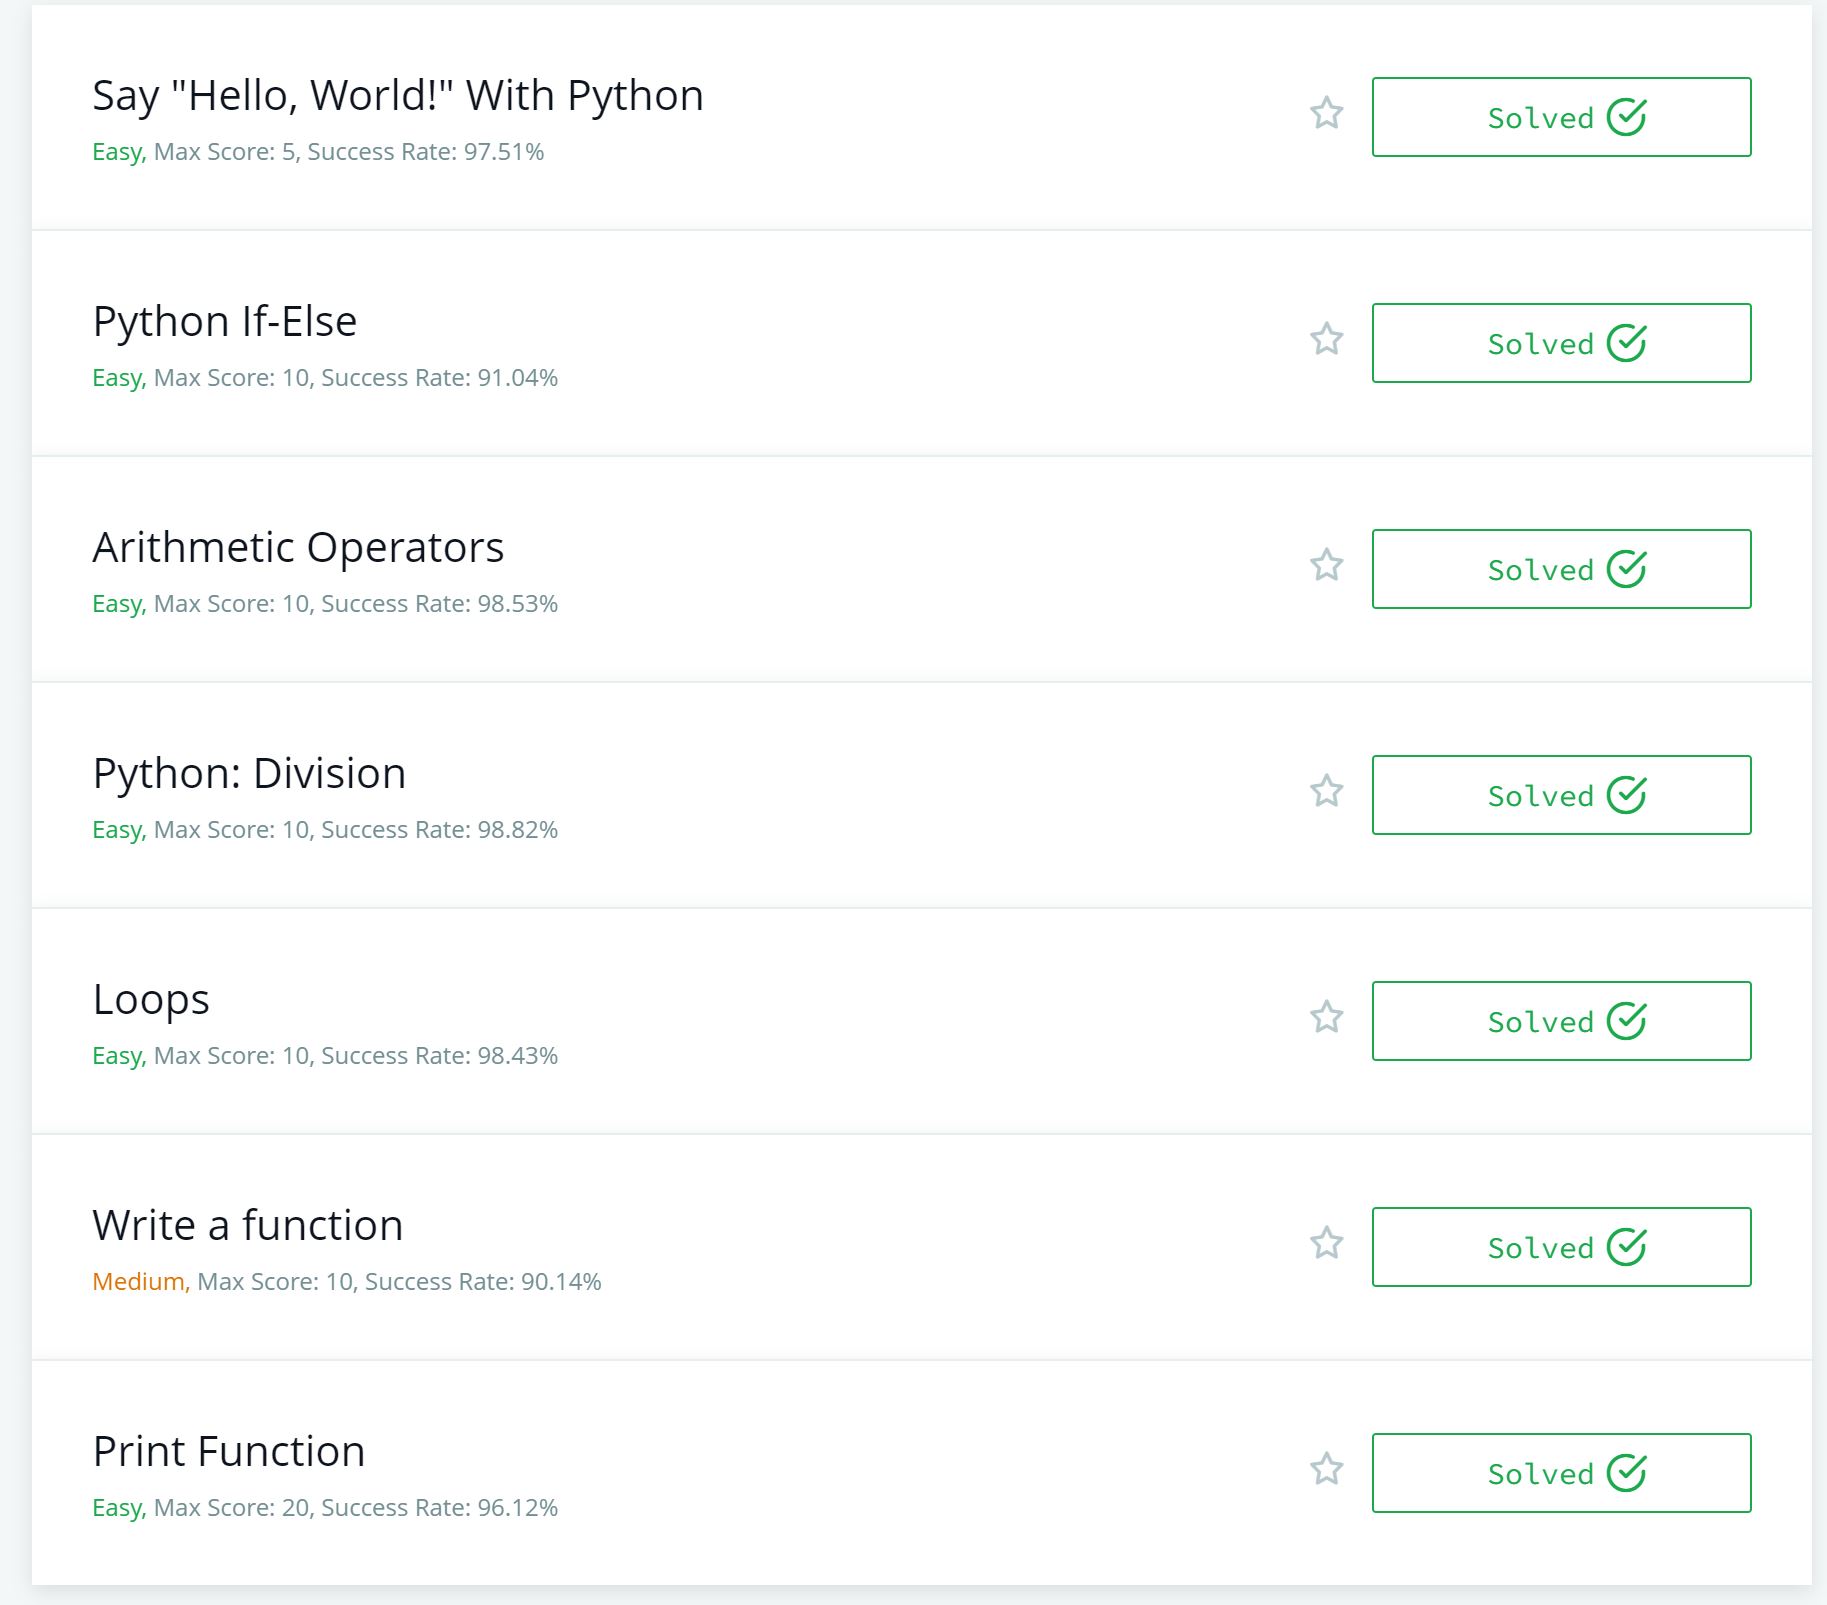 Say "Hello, World!" With Python
Easy, Max Score: 5, Success Rate: 97.51%
Solved
Python If-Else
Easy, Max Score: 10, Success Rate: 91.04%
Solved
Arithmetic Operators
Easy, Max Score: 10, Success Rate: 98.53%
Solved
Python: Division
Easy, Max Score: 10, Success Rate: 98.82%
Solved
Loops
Easy, Max Score: 10, Success Rate: 98.43%
Solved
Write a function
Medium, Max Score: 10, Success Rate: 90.14%
Solved
Print Function
Easy, Max Score: 20, Success Rate: 96.12%
Solved